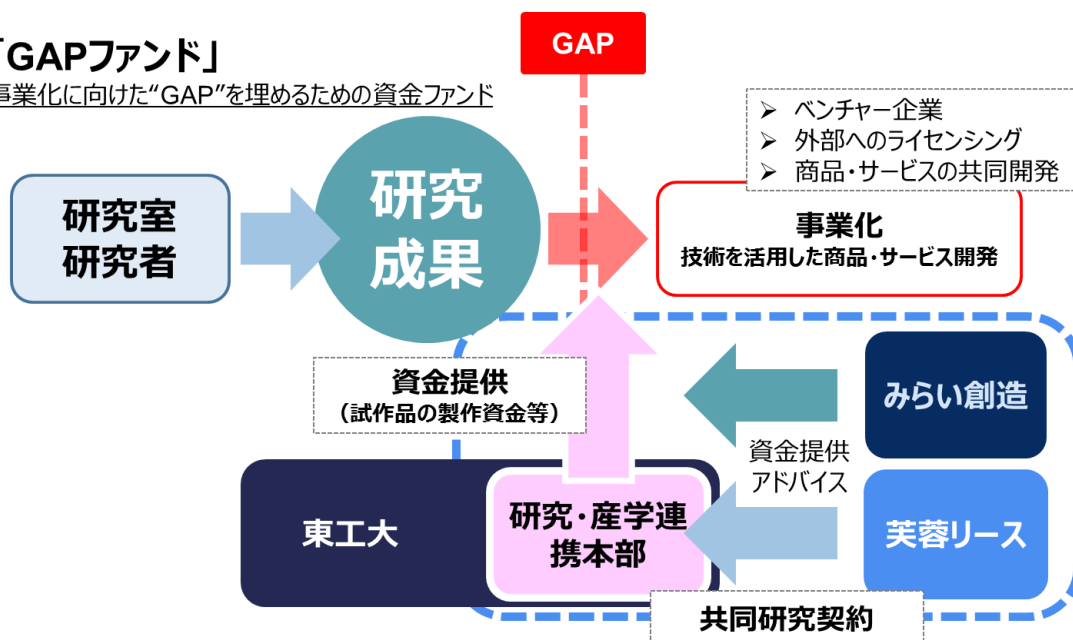 「GAPファンド」
事業化に向けた“GAP”を埋めるための資金ファンド
GAP
➢ ベンチャー企業
➢ 外部へのライセンシング
➢ 商品・サービスの共同開発
研究室
研究者
研究
成果
事業化
技術を活用した商品・サービス開発
資金提供
（試作品の製作資金等）
みらい創造
資金提供
アドバイス
東工大
研究・産学連
携本部
芙蓉リース
共同研究契約